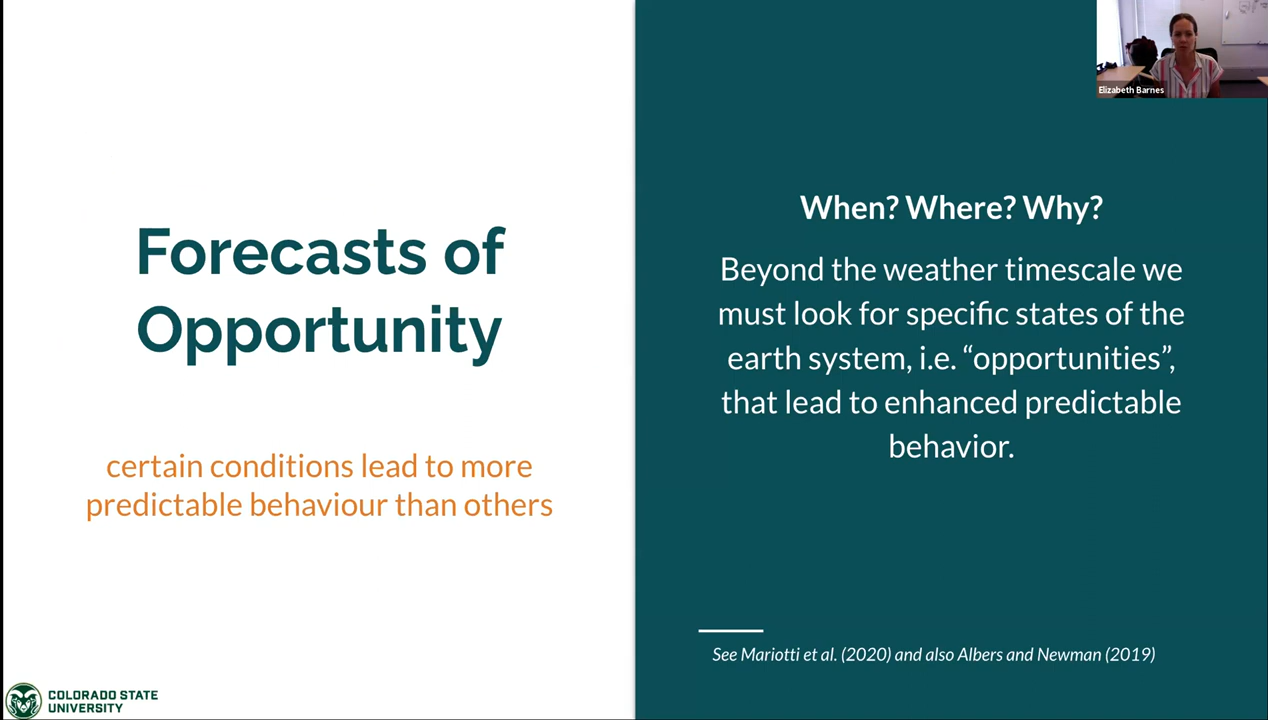 Forecasts of
Opportunity
certain conditions lead to more
predictable behaviour than others
COLORADO STATE
UNIVERSITY
Elizabeth Barnes
When? Where? Why?
Beyond the weather timescale we
must look for specific states of the
earth system, i.e. “opportunities”,
that lead to enhanced predictable
behavior.
See Mariotti et al. (2020) and also Albers and Newman (2019)